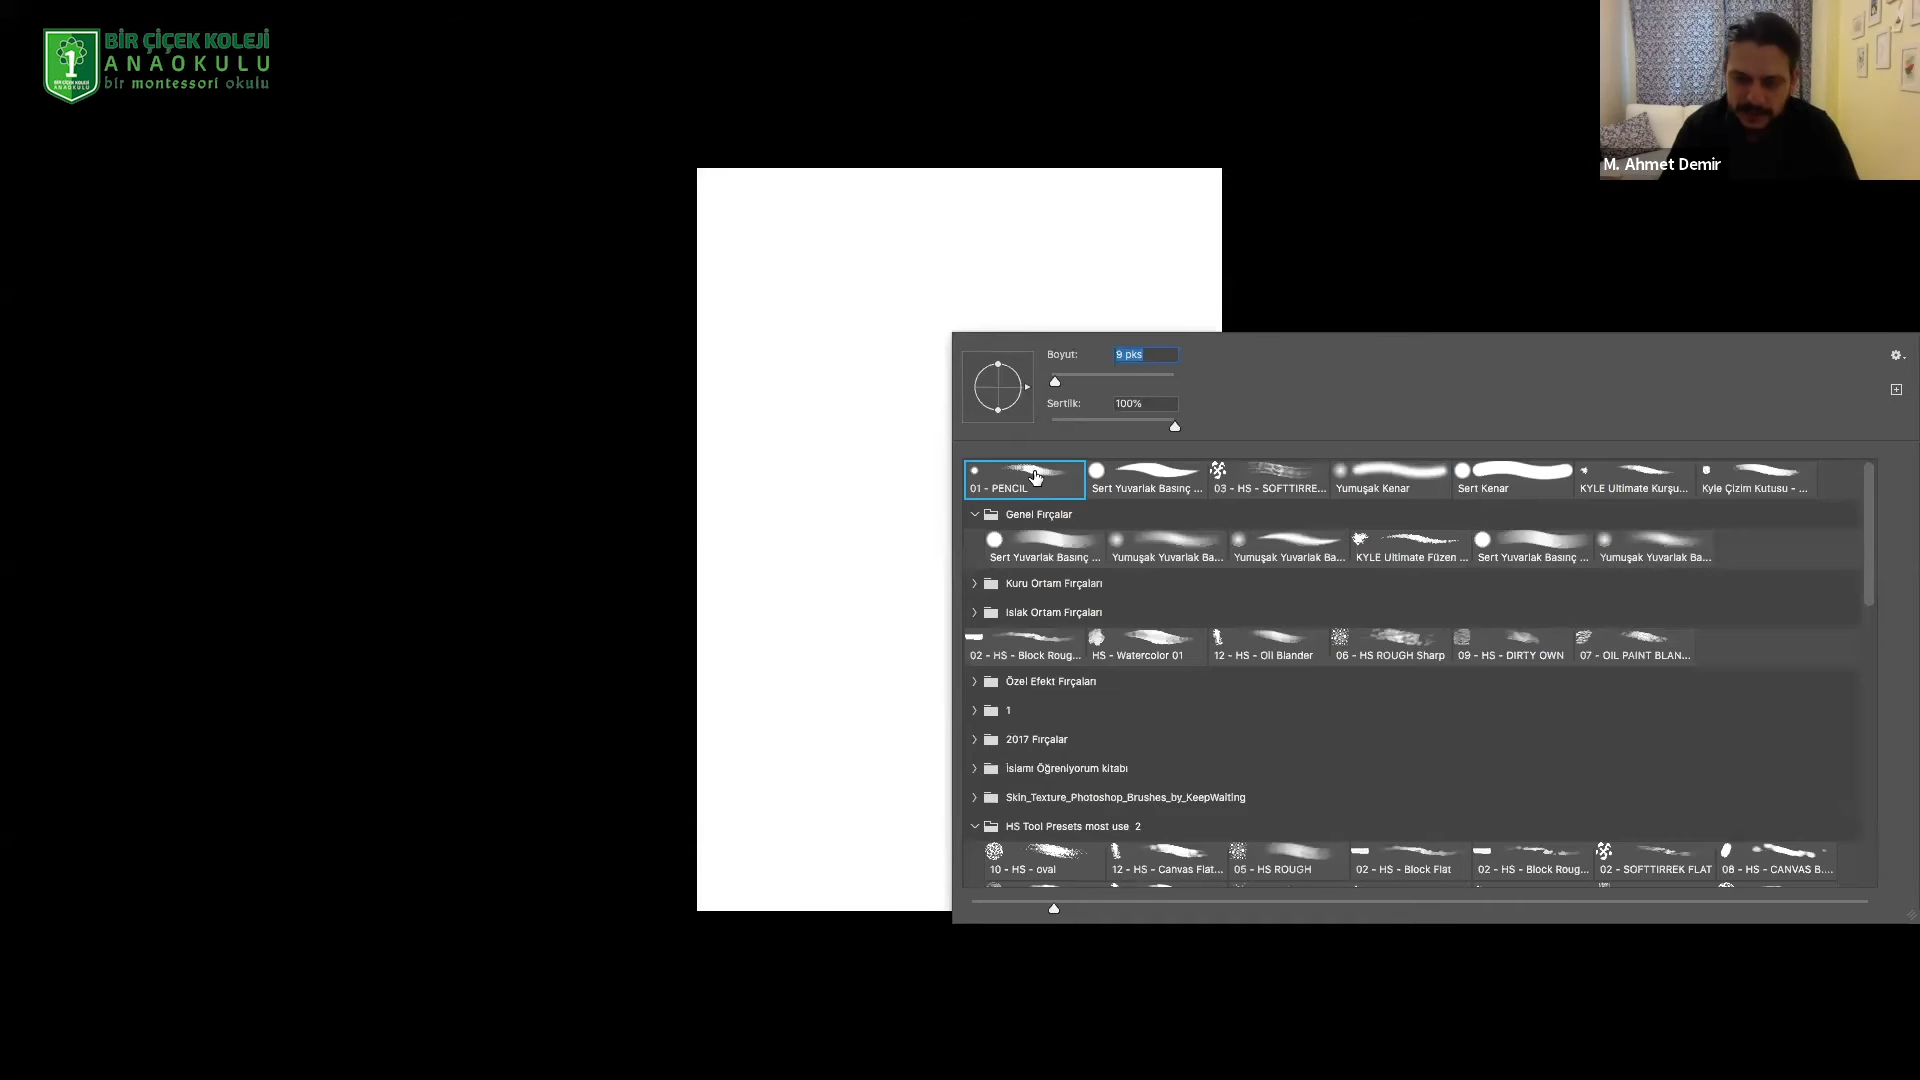 BİR ÇİÇEK KOLEJİ
ANAOKULU
bir montessori okulu
1
BİR ÇİÇEK KOLEJİ
ANAOKULU
M. Ahmet Demir
Boyut: 9 pks
Sertlik: 100%
01 - PENCIL
Sert Yuvarlak Basınç ...
03 - HS - SOFTTIRRE...
Yumuşak Kenar
Sert Kenar
KYLE Ultimate Kurşu...
Kyle Çizim Kutusu - ...
Genel Fırçalar
Sert Yuvarlak Basınç ...
Yumuşak Yuvarlak Ba...
Yumuşak Yuvarlak Ba...
KYLE Ultimate Füzen ...
Sert Yuvarlak Basınç ...
Yumuşak Yuvarlak Ba...
Kuru Ortam Fırçaları
Islak Ortam Fırçaları
02 - HS - Block Roug...
HS - Watercolor 01
12 - HS - Oil Blander
06 - HS ROUGH Sharp
09 - HS - DIRTY OWN
07 - OIL PAINT BLAN...
Özel Efekt Fırçaları
1
2017 Fırçalar
İslamı Öğreniyorum kitabı
Skin_Texture_Photoshop_Brushes_by_KeepWaiting
HS Tool Presets most use 2
10 - HS - oval
12 - HS - Canvas Flat...
05 - HS ROUGH
02 - HS - Block Flat
02 - HS - Block Roug...
02 - SOFTTIRREK FLAT
08 - HS - CANVAS B....